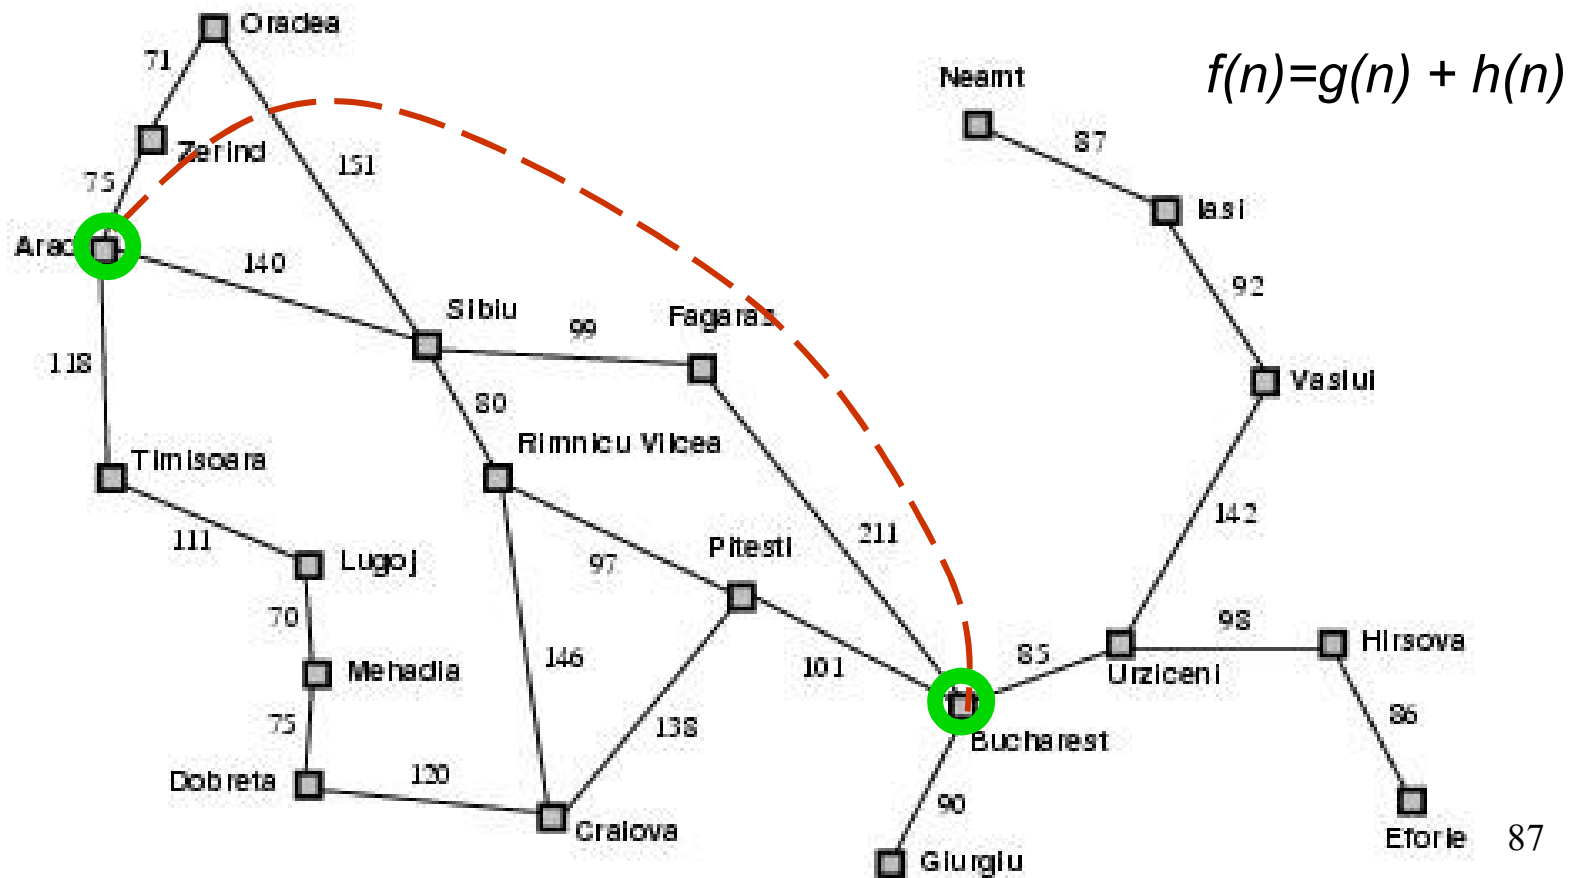 Oradea
f(n)=g(n) + h(n)
71
Neamt
87
Zerind
151
75
Iasi
Arad
140
92
Sibiu
99
Fagaras
118
Vaslui
80
Rimnicu Vilcea
Timisoara
142
111
211
Pitesti
Lugoj
97
70
98
Hirsova
85
146
101
Mehadia
Urziceni
138
86
75
Bucharest
Dobreta
120
90
Craiova
Eforie
87
Giurgiu